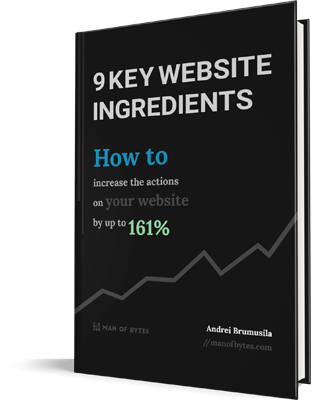 9 KEY WEBSITE
INGREDIENTS
How to
increase the actions
on your website
by up to 161%
MAN OF BYTES
Andrei Brumusila
//manofbytes.com